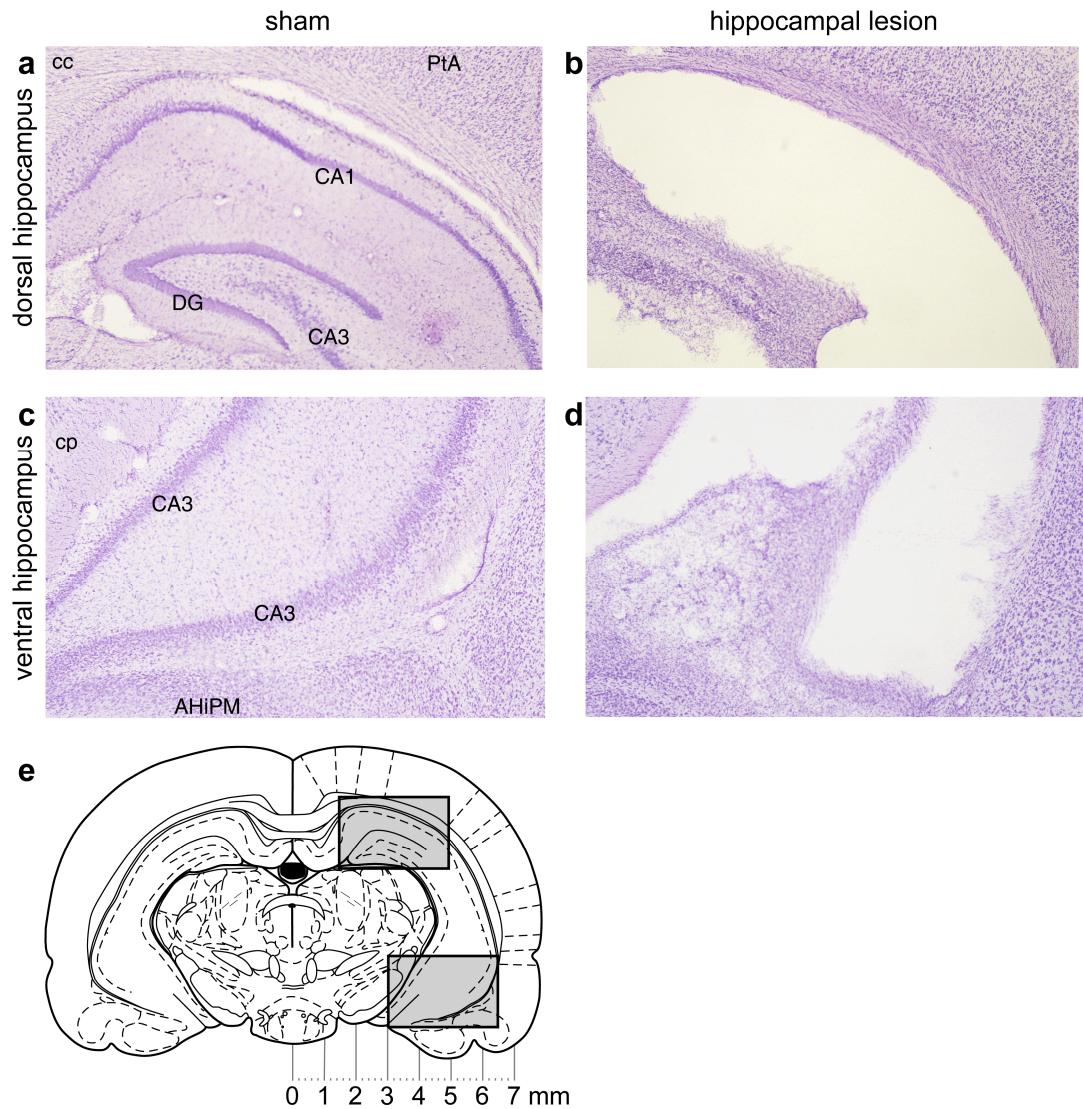 sham
hippocampal lesion
dorsal hippocampus
a
cc
PtA
CA1
DG
CA3
b
ventral hippocampus
c
cp
CA3
CA3
AHiPM
d
e
0 1 2 3 4 5 6 7 mm